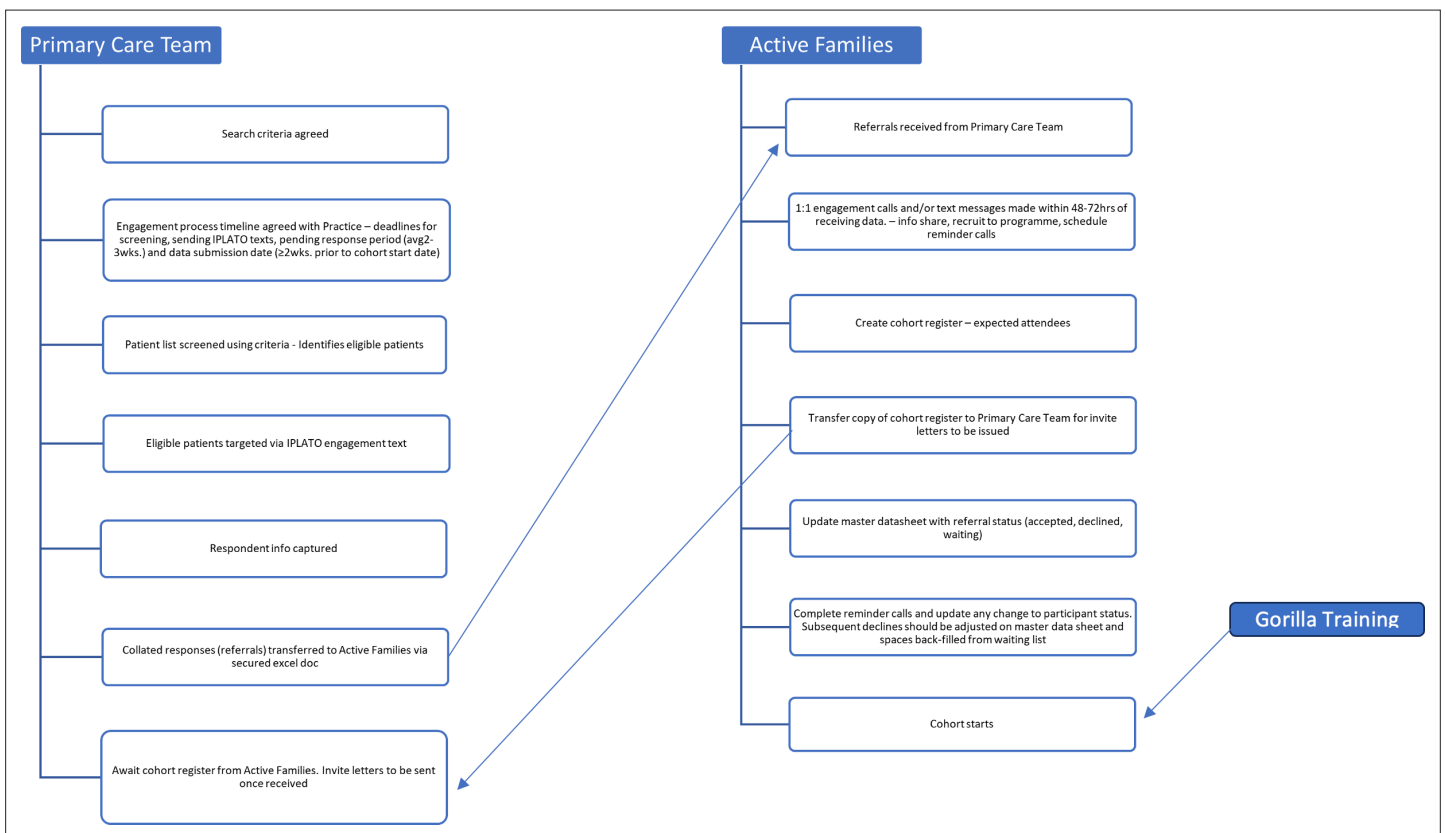 Primary Care Team
Search criteria agreed
Engagement process timeline agreed with Practice – deadlines for
screening, sending IPLATO texts, pending response period (avg2-
3wks.) and data submission date (≥2wks. prior to cohort start date)
Patient list screened using criteria - Identifies eligible patients
Eligible patients targeted via IPLATO engagement text
Respondent info captured
Collated responses (referrals) transferred to Active Families via
secured excel doc
Await cohort register from Active Families. Invite letters to be sent
once received
Active Families
Referrals received from Primary Care Team
1:1 engagement calls and/or text messages made within 48-72hrs of
receiving data. – info share, recruit to programme, schedule
reminder calls
Create cohort register – expected attendees
Transfer copy of cohort register to Primary Care Team for invite
letters to be issued
Update master datasheet with referral status (accepted, declined,
waiting)
Complete reminder calls and update any change to participant status.
Subsequent declines should be adjusted on master data sheet and
spaces back-filled from waiting list
Cohort starts
Gorilla Training